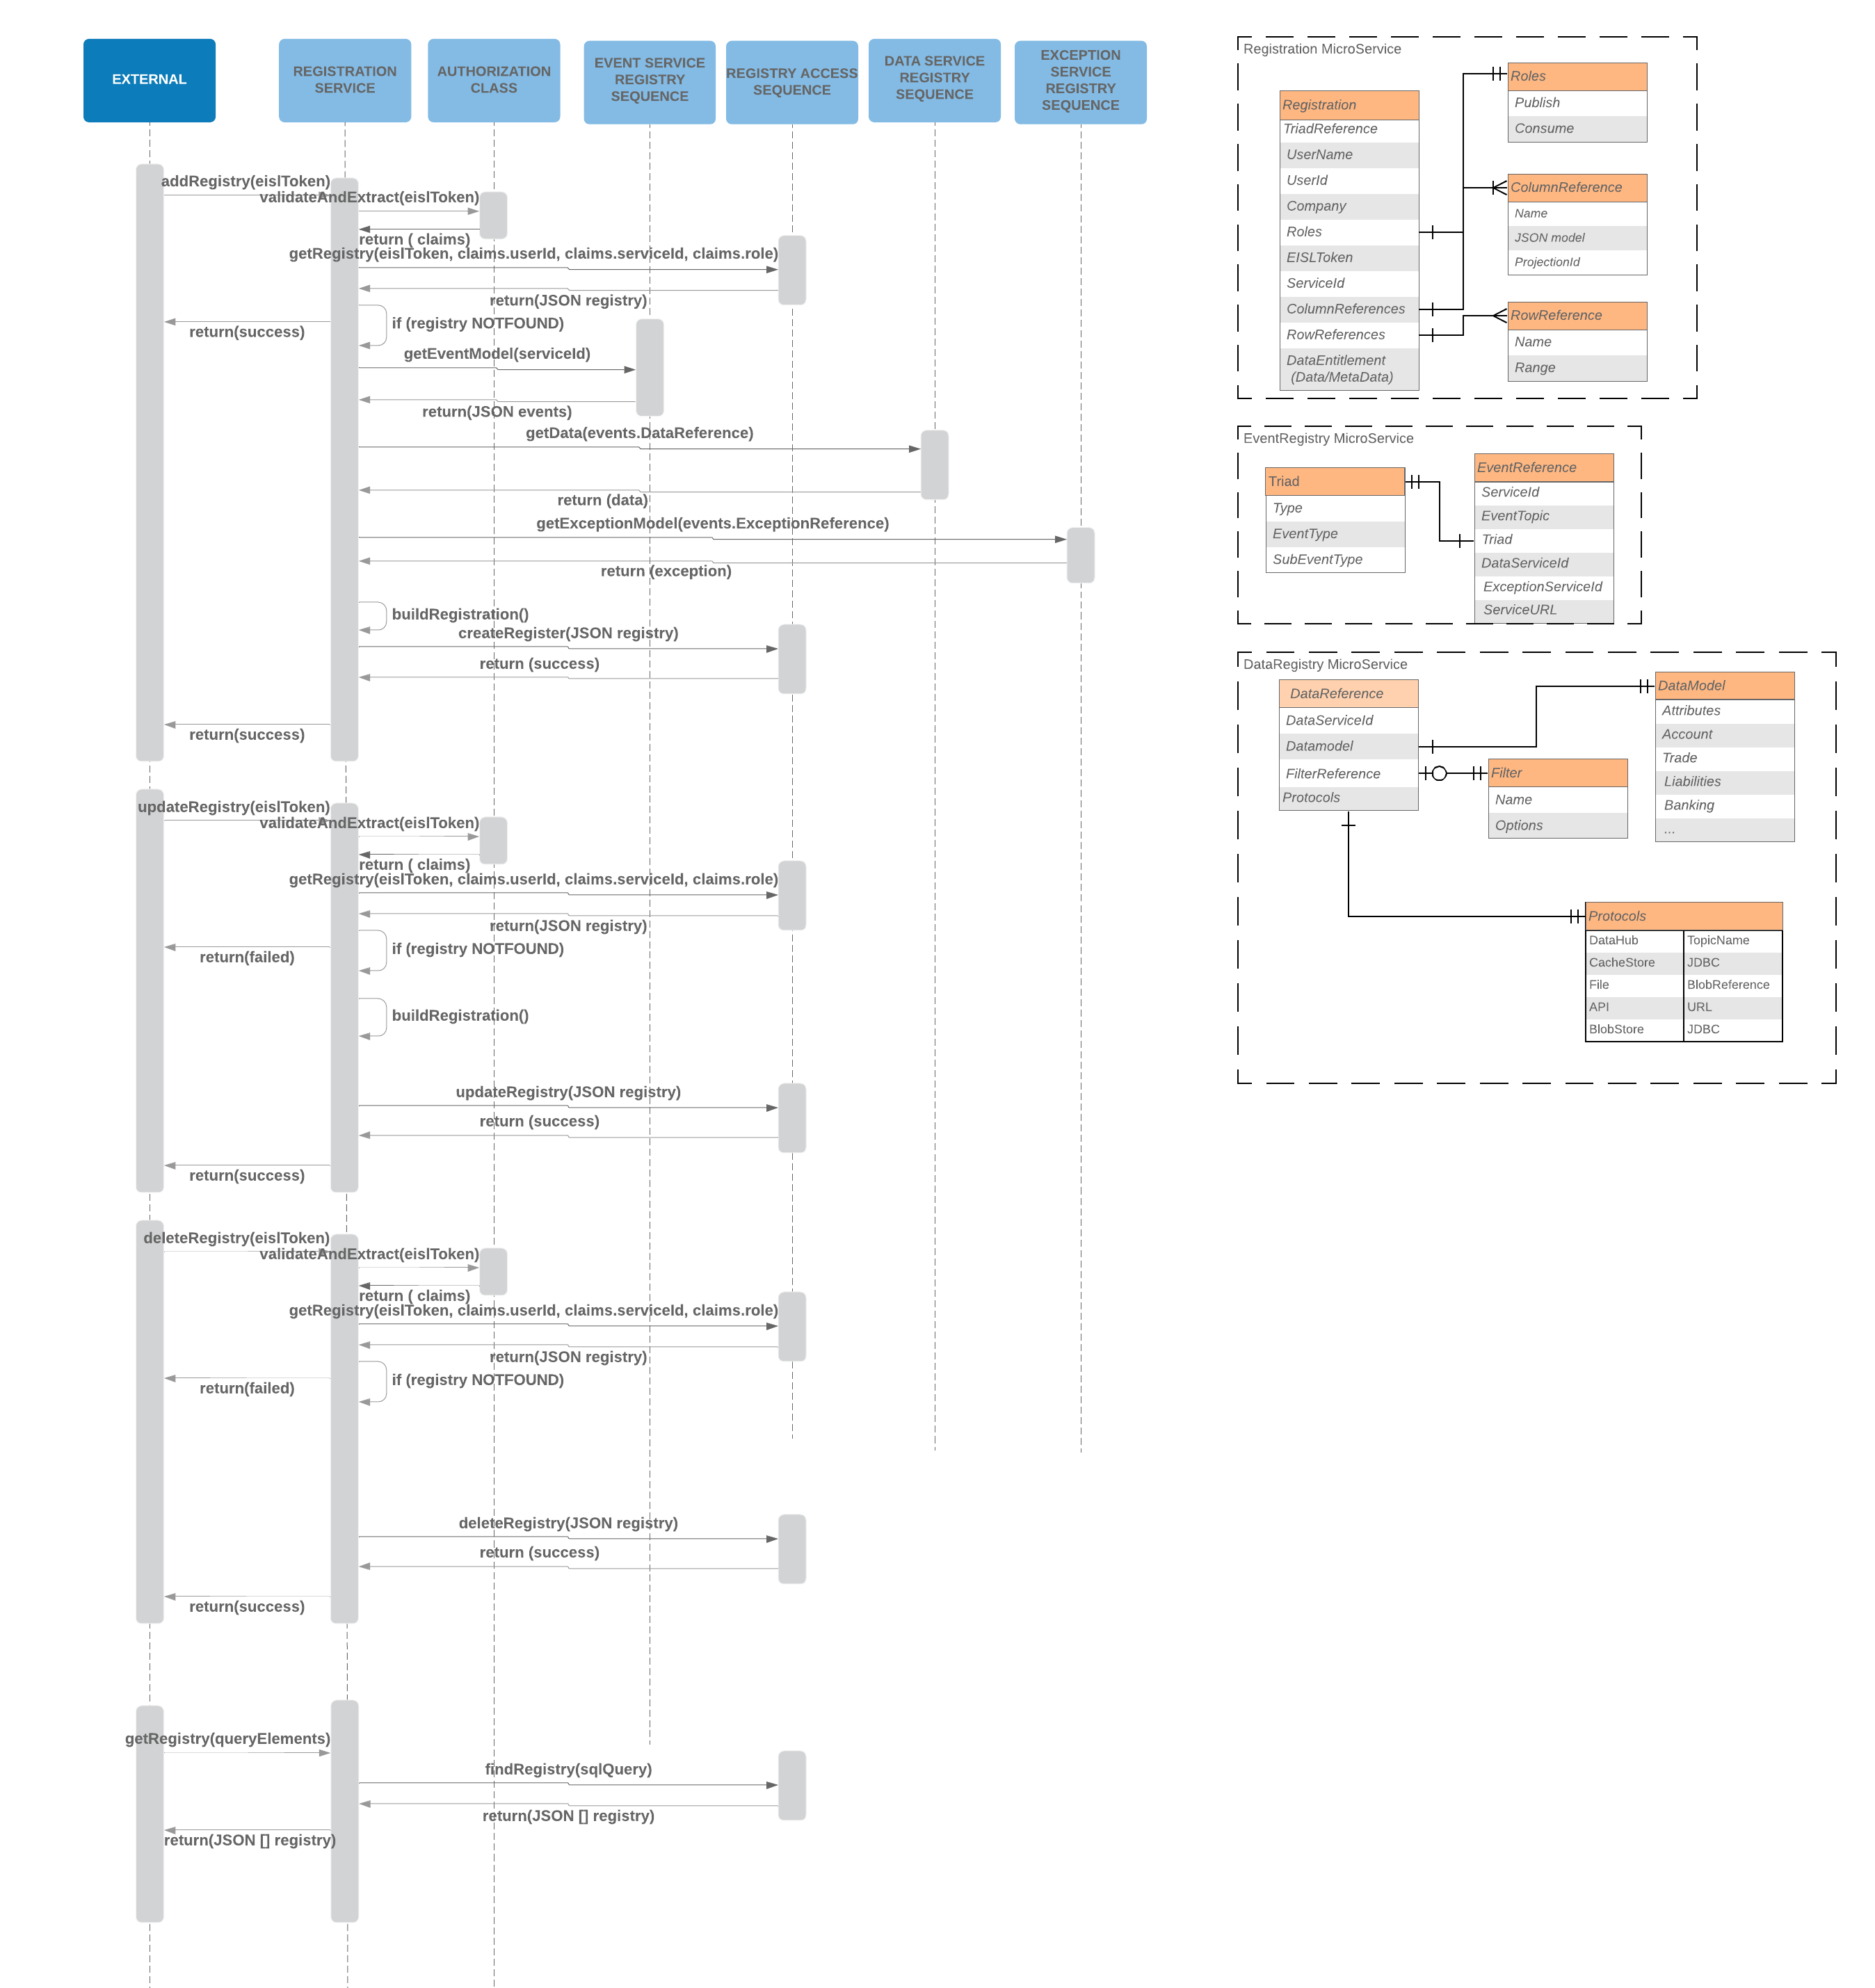 EXTERNAL
REGISTRATION
SERVICE
AUTHORIZATION
CLASS
EVENT SERVICE
REGISTRY
SEQUENCE
REGISTRY ACCESS
SEQUENCE
DATA SERVICE
REGISTRY
SEQUENCE
EXCEPTION
SERVICE
REGISTRY
SEQUENCE
addRegistry(eislToken)
validateAndExtract(eislToken)
return ( claims)
getRegistry(eislToken, claims.userId, claims.serviceId, claims.role)
return(JSON registry)
if (registry NOTFOUND)
return(success)
getEventModel(serviceId)
return(JSON events)
getData(events.DataReference)
return (data)
getExceptionModel(events.ExceptionReference)
return (exception)
buildRegistration()
createRegister(JSON registry)
return (success)
return(success)
updateRegistry(eislToken)
validateAndExtract(eislToken)
return ( claims)
getRegistry(eislToken, claims.userId, claims.serviceId, claims.role)
return(JSON registry)
if (registry NOTFOUND)
return(failed)
buildRegistration()
updateRegistry(JSON registry)
return (success)
return(success)
deleteRegistry(eislToken)
validateAndExtract(eislToken)
return ( claims)
getRegistry(eislToken, claims.userId, claims.serviceId, claims.role)
return(JSON registry)
if (registry NOTFOUND)
return(failed)
deleteRegistry(JSON registry)
return (success)
return(success)
getRegistry(queryElements)
findRegistry(sqlQuery)
return(JSON [] registry)
return(JSON [] registry)
Registration MicroService
Registration
TriadReference
UserName
UserId
Company
Roles
EISLToken
ServiceId
ColumnReferences
RowReferences
DataEntitlement
(Data/MetaData)
Roles
Publish
Consume
ColumnReference
Name
JSON model
ProjectionId
RowReference
Name
Range
EventRegistry MicroService
Triad
Type
EventType
SubEventType
EventReference
ServiceId
EventTopic
Triad
DataServiceId
ExceptionServiceId
ServiceURL
DataRegistry MicroService
DataReference
DataServiceId
Datamodel
FilterReference
Protocols
DataModel
Attributes
Account
Trade
Liabilities
Banking
...
Filter
Name
Options
Protocols
DataHub TopicName
CacheStore JDBC
File BlobReference
API URL
BlobStore JDBC